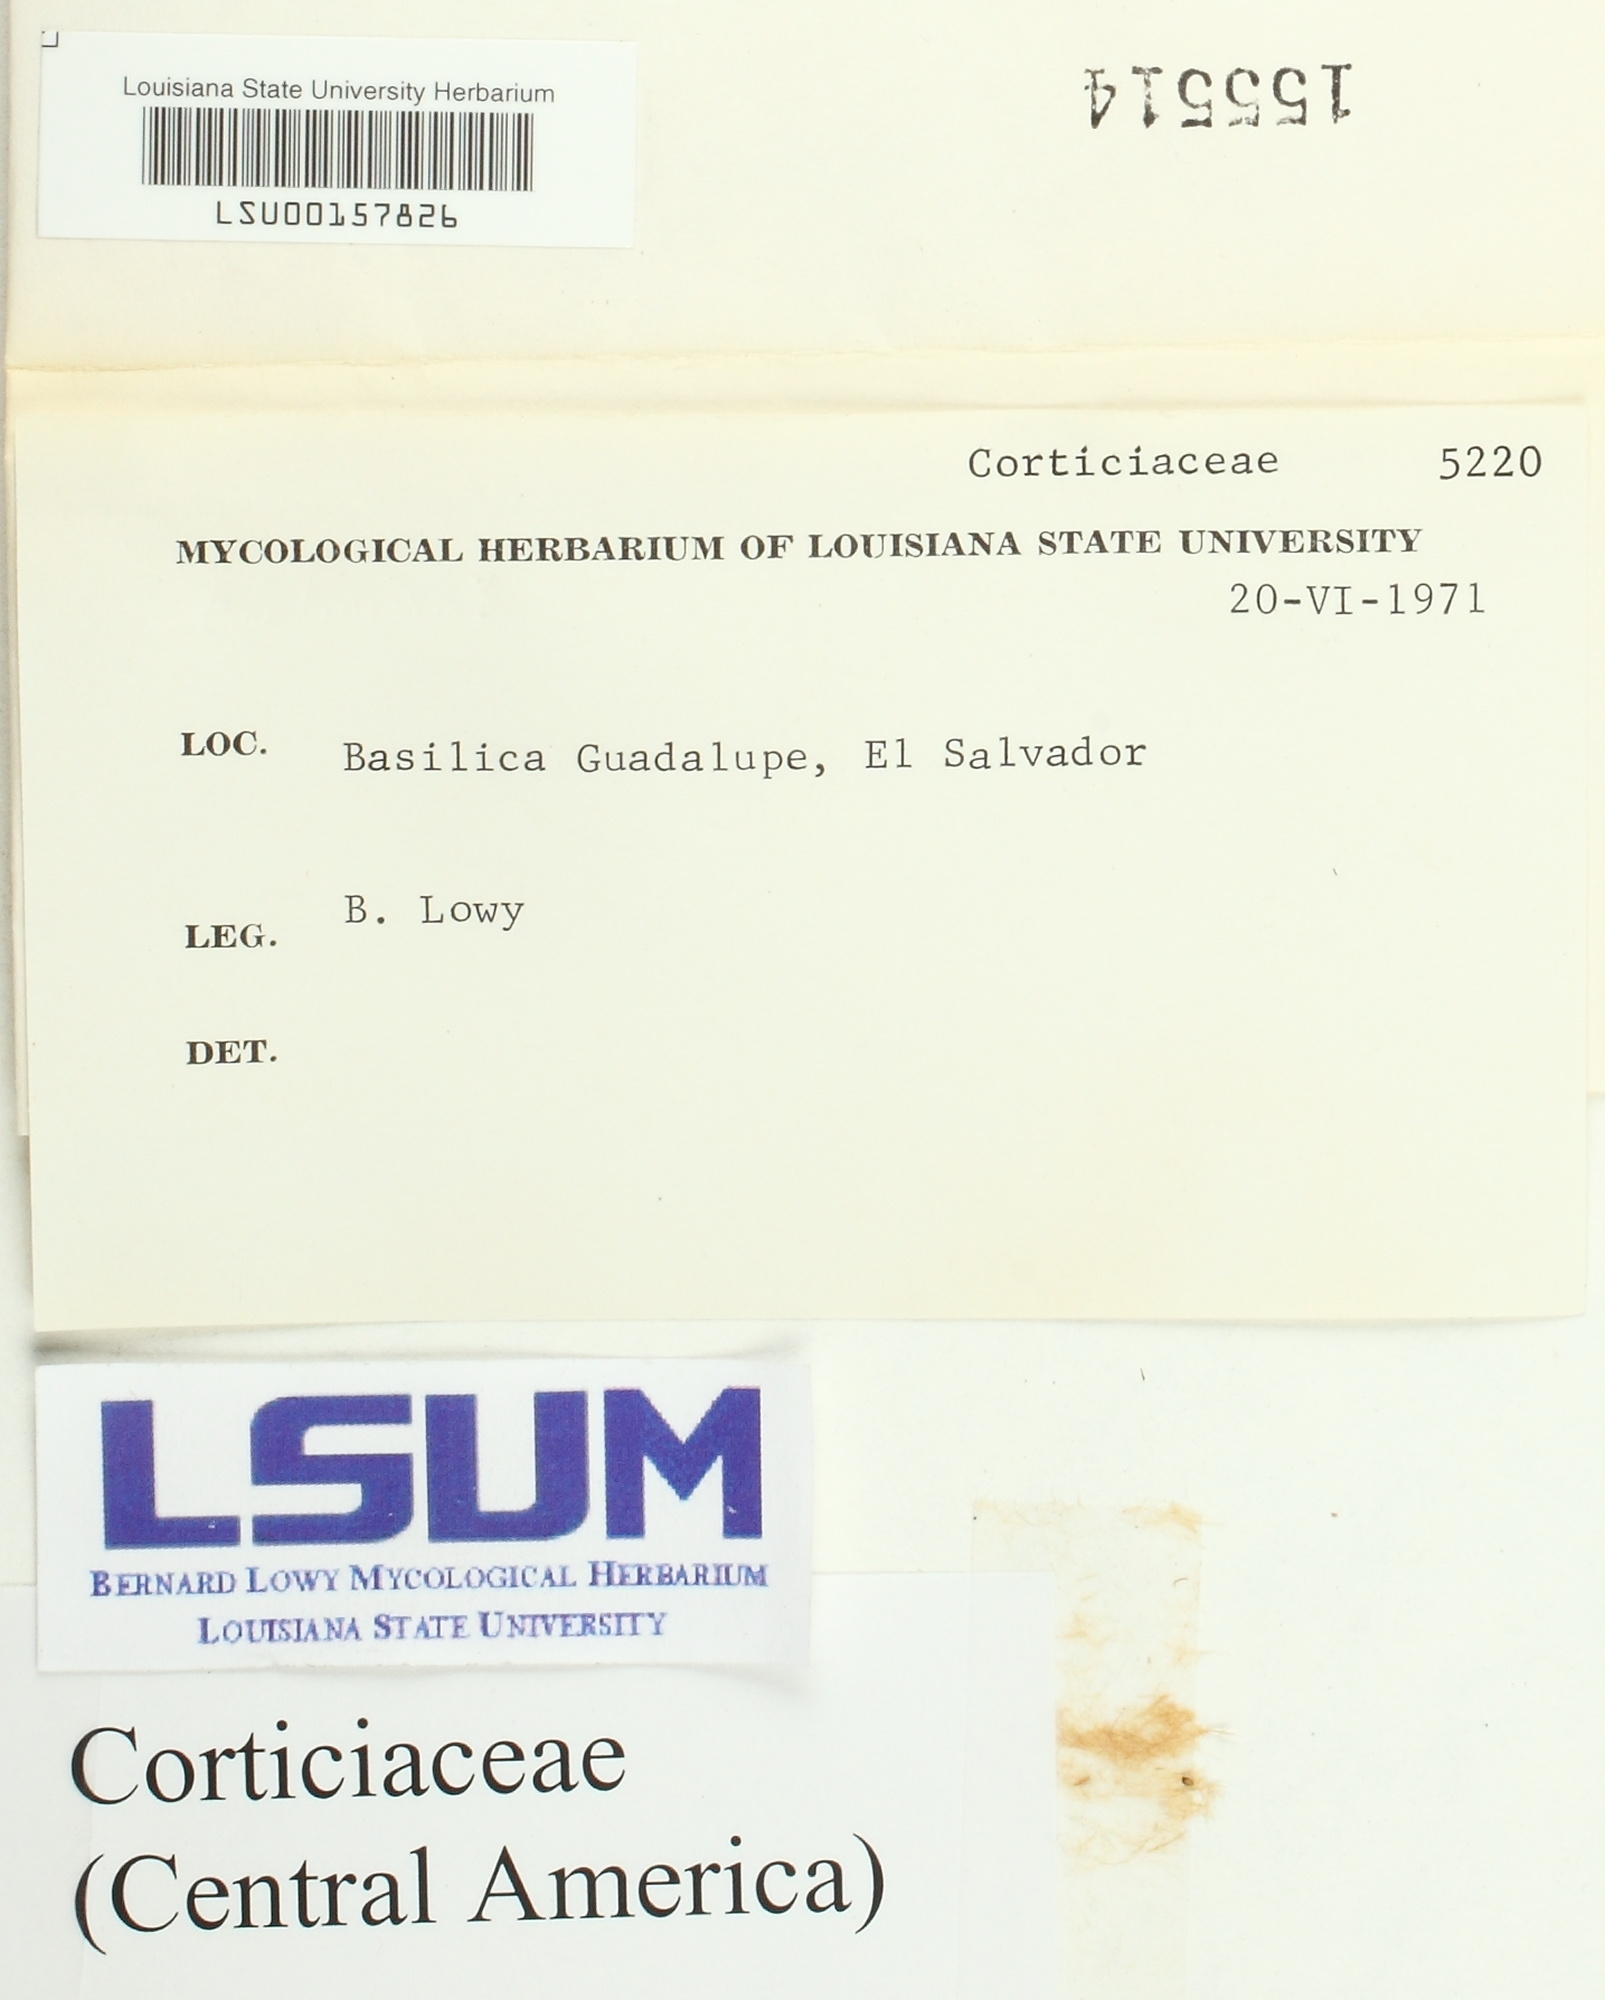 Louisiana State University Herbarium
LSU00157826
15514
Corticiaceae 5220
MYCOLOGICAL HERBARIUM OF LOUISIANA STATE UNIVERSITY
20-VI-1971
LOC. Basilica Guadalupe, El Salvador
LEG. B. Lowy
DET.
LSUM
BERNARD LOWY MYCOLOGICAL HERBARIUM
LOUISIANA STATE UNIVERSITY
Corticiaceae
(Central America)